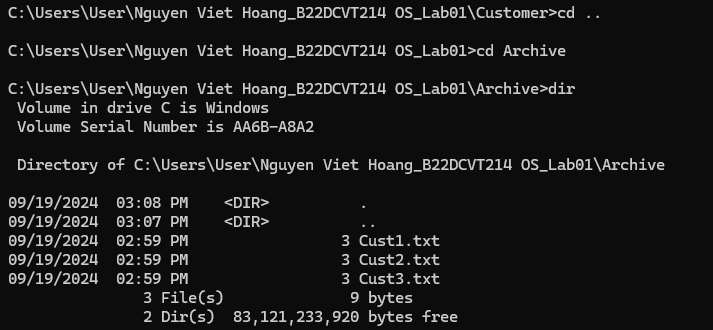 C:\Users\User\Nguyen Viet Hoang_B22DCVT214 OS_Lab01\Customer>cd ..
C:\Users\User\Nguyen Viet Hoang_B22DCVT214 OS_Lab01>cd Archive
C:\Users\User\Nguyen Viet Hoang_B22DCVT214 OS_Lab01\Archive>dir
 Volume in drive C is Windows
 Volume Serial Number is AA6B-A8A2
 Directory of C:\Users\User\Nguyen Viet Hoang_B22DCVT214 OS_Lab01\Archive
09/19/2024  03:08 PM    <DIR>          .
09/19/2024  03:07 PM    <DIR>          ..
09/19/2024  02:59 PM                 3 Cust1.txt
09/19/2024  02:59 PM                 3 Cust2.txt
09/19/2024  02:59 PM                 3 Cust3.txt
               3 File(s)              9 bytes
               2 Dir(s)  83,121,233,920 bytes free